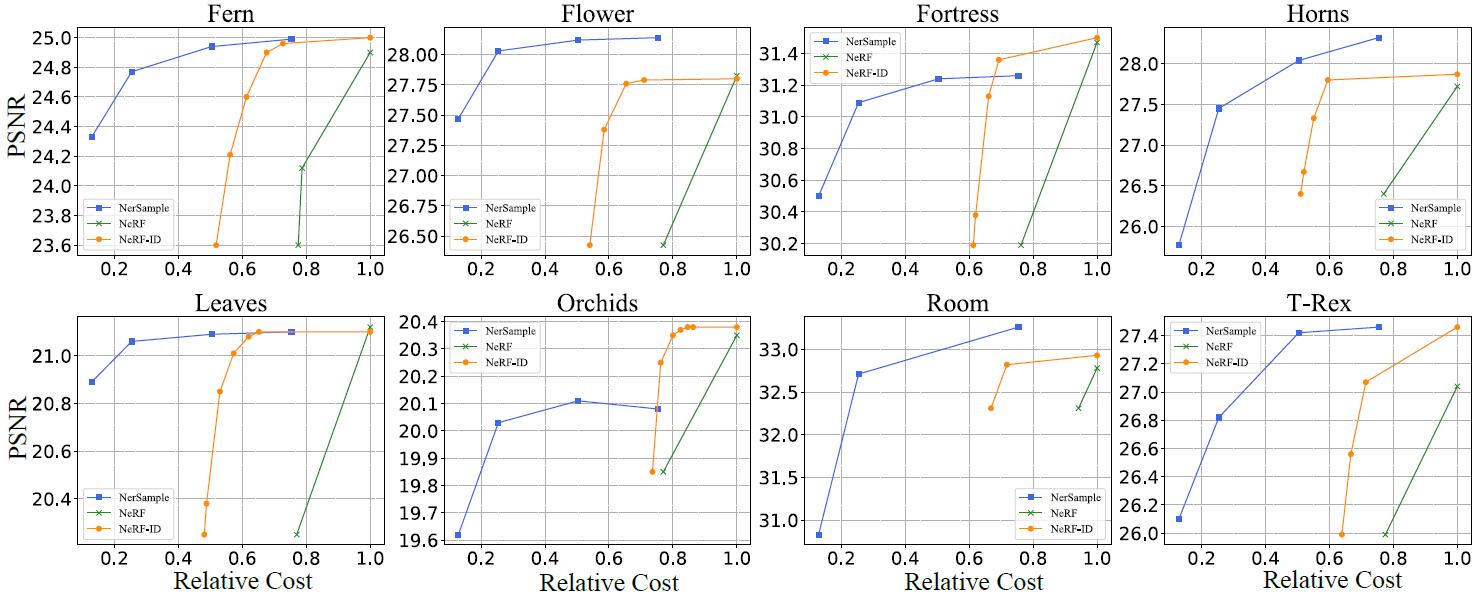 Fern
PSNR
25.0
24.8
24.6
24.4
24.2
24.0
23.8
23.6
NerSample
NeRF
NeRF-ID
0.2 0.4 0.6 0.8 1.0
Flower
28.00
27.75
27.50
27.25
27.00
26.75
26.50
NerSample
NeRF
NeRF-ID
0.2 0.4 0.6 0.8 1.0
Fortress
31.4
31.2
31.0
30.8
30.6
30.4
30.2
NerSample
NeRF
NeRF-ID
0.2 0.4 0.6 0.8 1.0
Horns
28.0
27.5
27.0
26.5
26.0
NerSample
NeRF
NeRF-ID
0.2 0.4 0.6 0.8 1.0
Leaves
PSNR
21.0
20.8
20.6
20.4
NerSample
NeRF
NeRF-ID
0.2 0.4 0.6 0.8 1.0
Relative Cost
Orchids
20.4
20.3
20.2
20.1
20.0
19.9
19.8
19.7
19.6
NerSample
NeRF
NeRF-ID
0.2 0.4 0.6 0.8 1.0
Relative Cost
Room
33.0
32.5
32.0
31.5
31.0
NerSample
NeRF
NeRF-ID
0.2 0.4 0.6 0.8 1.0
Relative Cost
T-Rex
27.4
27.2
27.0
26.8
26.6
26.4
26.2
26.0
NerSample
NeRF
NeRF-ID
0.2 0.4 0.6 0.8 1.0
Relative Cost